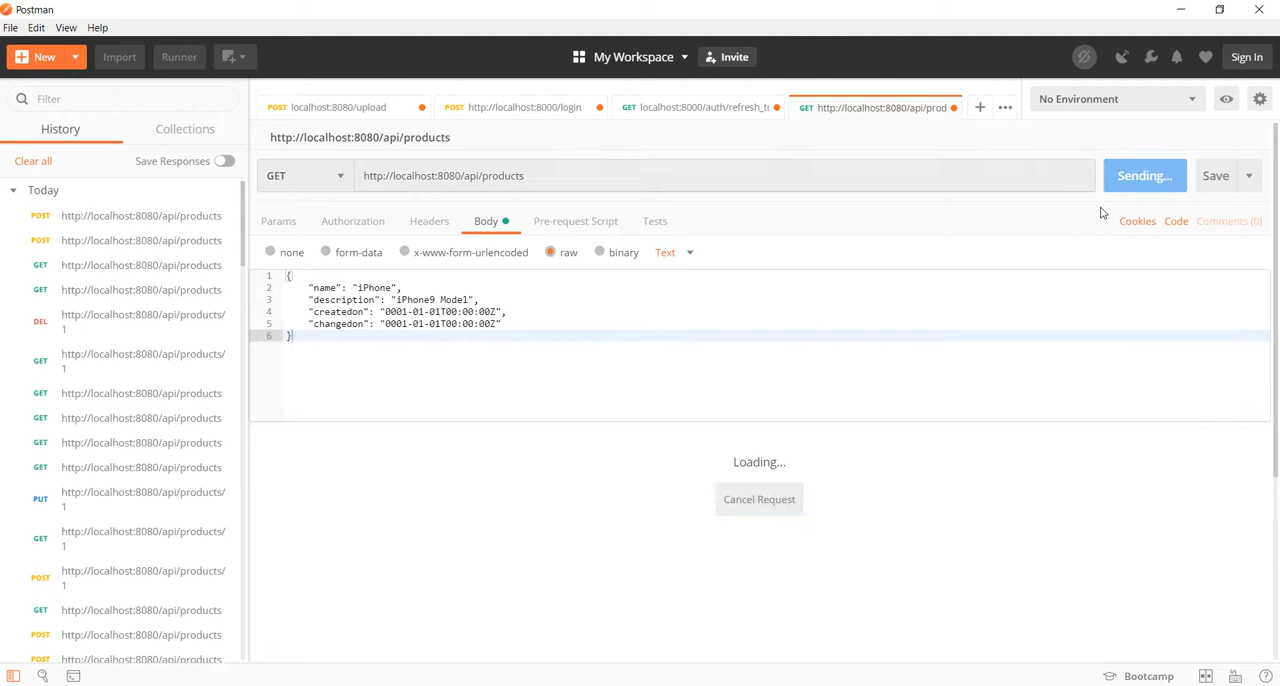 Postman
File Edit View Help
New Import Runner My Workspace Invite Sign In
Filter
History Collections
Clear all Save Responses
Today
POST http://localhost:8080/api/products
POST http://localhost:8080/api/products
GET http://localhost:8080/api/products
GET http://localhost:8080/api/products
DEL http://localhost:8080/api/products/
1
GET http://localhost:8080/api/products/
1
GET http://localhost:8080/api/products
GET http://localhost:8080/api/products
GET http://localhost:8080/api/products
GET http://localhost:8080/api/products
PUT http://localhost:8080/api/products/
1
GET http://localhost:8080/api/products/
1
POST http://localhost:8080/api/products/
1
GET http://localhost:8080/api/products
POST http://localhost:8080/api/products
POST http://localhost:8080/api/products
POST localhost:8080/upload POST http://localhost:8000/login GET localhost:8000/auth/refresh_to GET http://localhost:8080/api/prod No Environment
http://localhost:8080/api/products
GET http://localhost:8080/api/products Sending... Save
Params Authorization Headers Body Pre-request Script Tests Cookies Code Comments (0)
none form-data x-www-form-urlencoded raw binary Text
1 {
2 "name": "iPhone",
3 "description": "iPhone9 Model",
4 "createdon": "0001-01-01T00:00:00Z",
5 "changedon": "0001-01-01T00:00:00Z"
6 }
Loading...
Cancel Request
Bootcamp